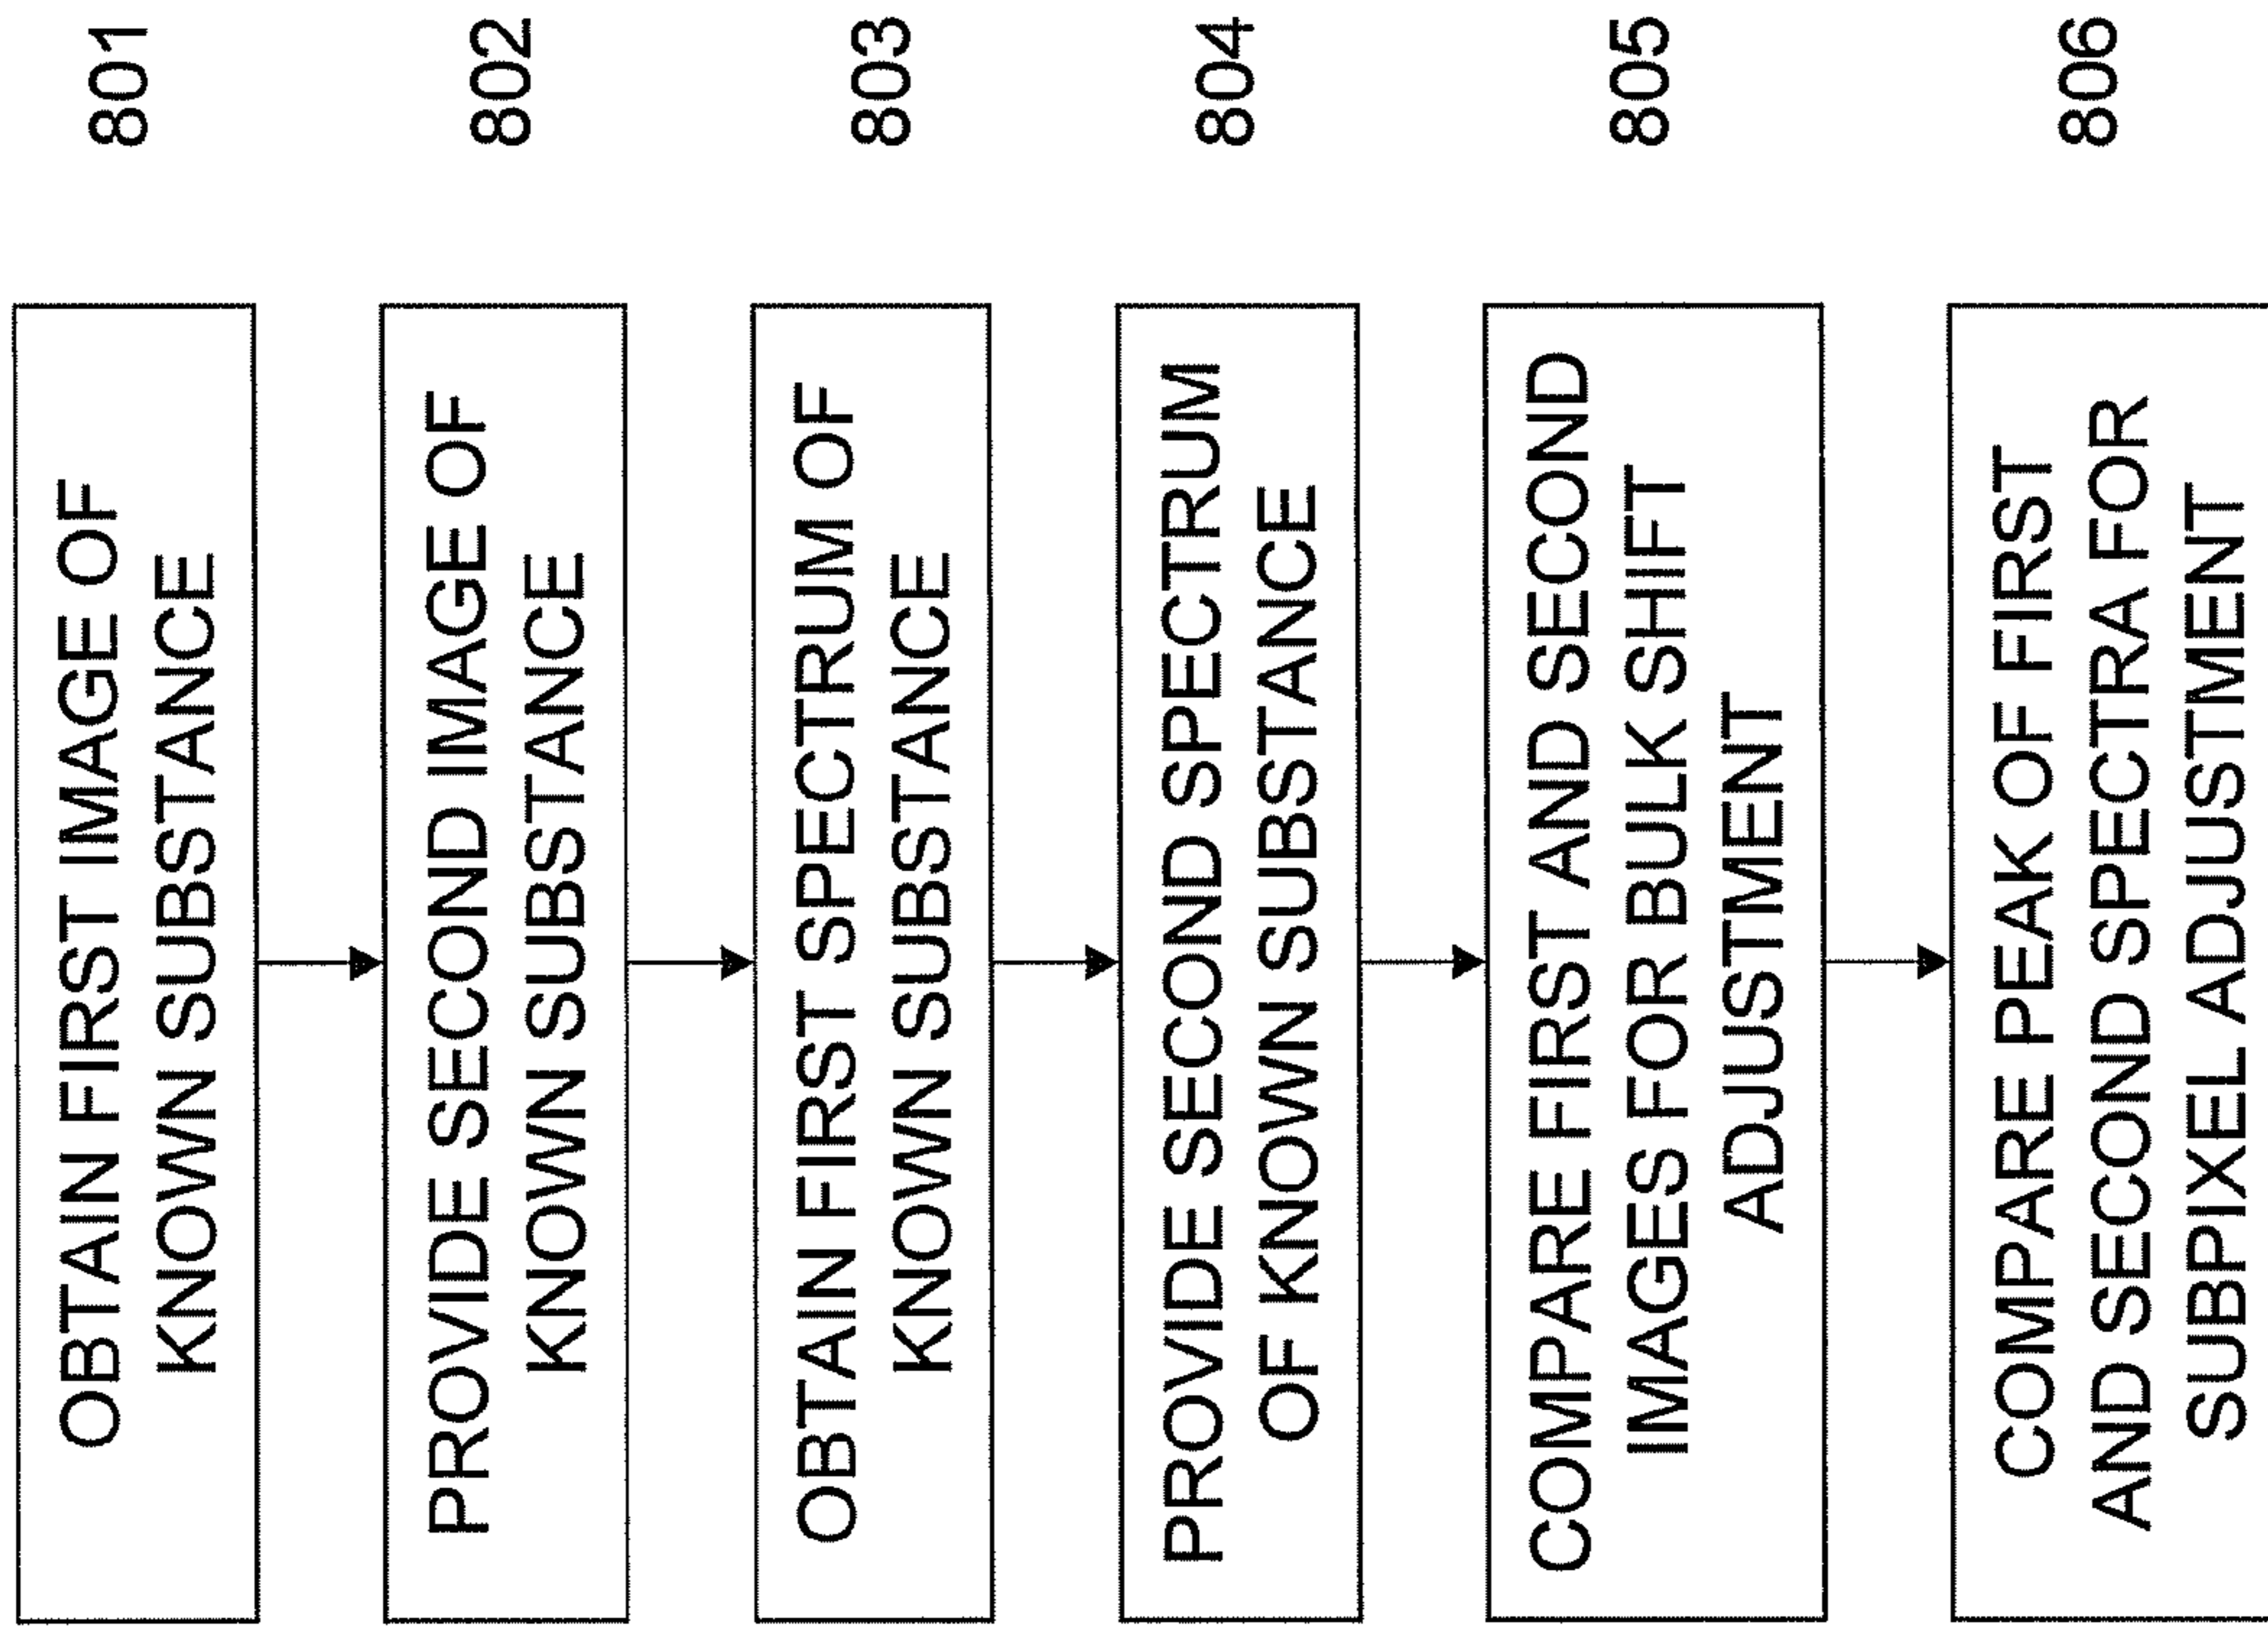 OBTAIN FIRST IMAGE OF
KNOWN SUBSTANCE
801
PROVIDE SECOND IMAGE OF
KNOWN SUBSTANCE
802
OBTAIN FIRST SPECTRUM OF
KNOWN SUBSTANCE
803
PROVIDE SECOND SPECTRUM
OF KNOWN SUBSTANCE
804
COMPARE FIRST AND SECOND
IMAGES FOR BULK SHIFT
ADJUSTMENT
805
COMPARE PEAK OF FIRST
AND SECOND SPECTRA FOR
SUBPIXEL ADJUSTMENT
806